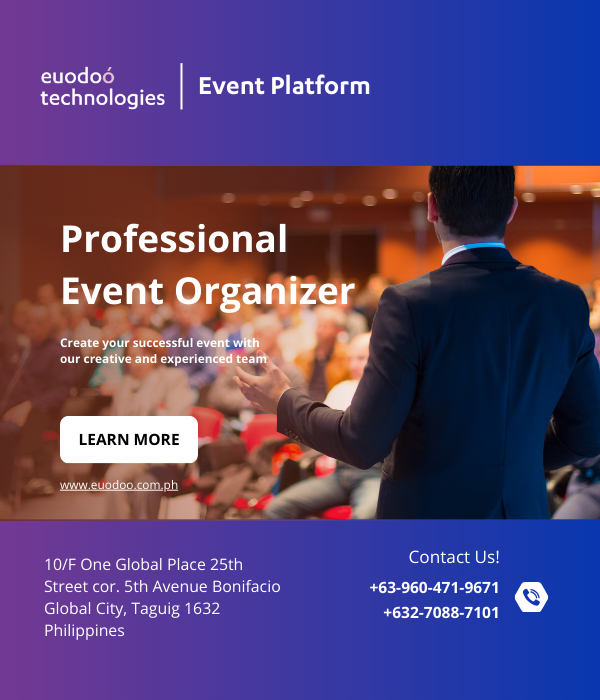 euodoó
technologies
Event Platform
Professional
Event Organizer
Create your successful event with
our creative and experienced team
LEARN MORE
www.euodoo.com.ph
10/F One Global Place 25th
Street cor. 5th Avenue Bonifacio
Global City, Taguig 1632
Philippines
Contact Us!
+63-960-471-9671
+632-7088-7101